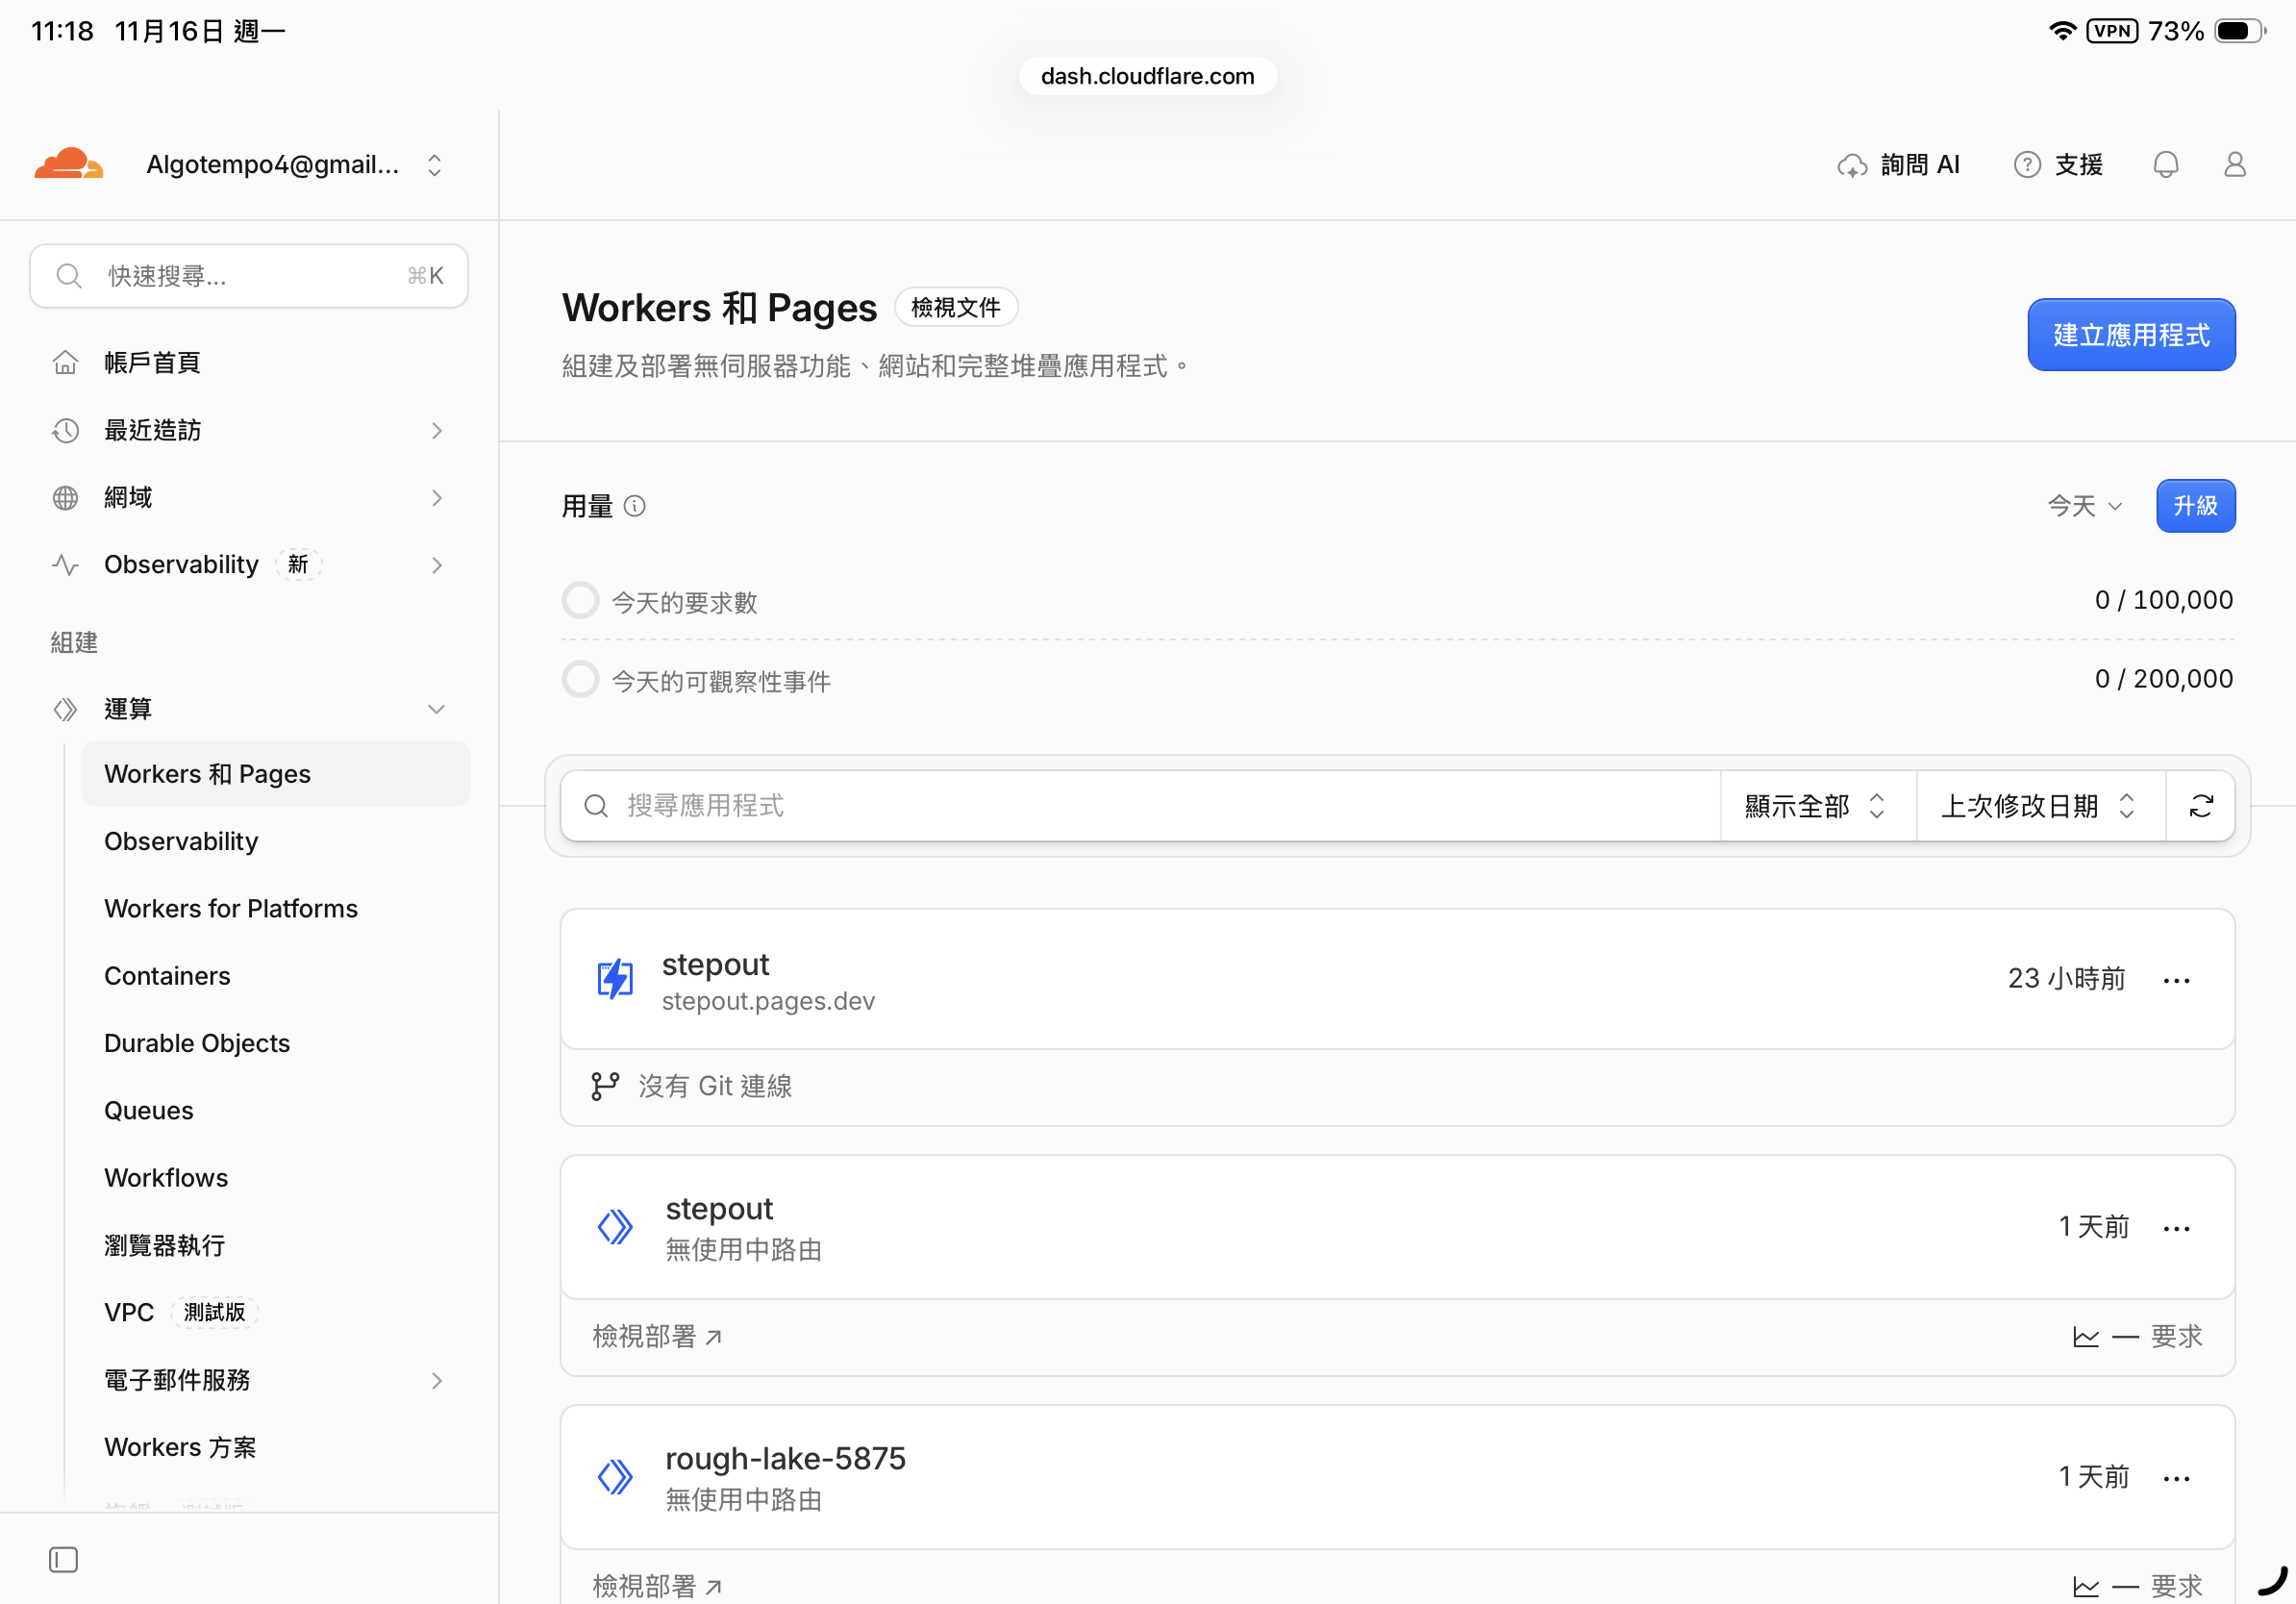 11:18 11月16日 週一
VPN 73%
dash.cloudflare.com
Algotempo4@gmail...
詢問 AI
支援
快速搜尋... ⌘K
帳戶首頁
最近造訪
網域
Observability 新
組建
運算
Workers 和 Pages
Observability
Workers for Platforms
Containers
Durable Objects
Queues
Workflows
瀏覽器執行
VPC 測試版
電子郵件服務
Workers 方案
Workers 和 Pages 檢視文件
組建及部署無伺服器功能、網站和完整堆疊應用程式。
建立應用程式
用量
今天
升級
今天的要求數 0 / 100,000
今天的可觀察性事件 0 / 200,000
搜尋應用程式 顯示全部 上次修改日期
stepout
stepout.pages.dev
23 小時前
沒有 Git 連線
stepout
無使用中路由
1 天前
檢視部署 — 要求
rough-lake-5875
無使用中路由
1 天前
檢視部署 — 要求